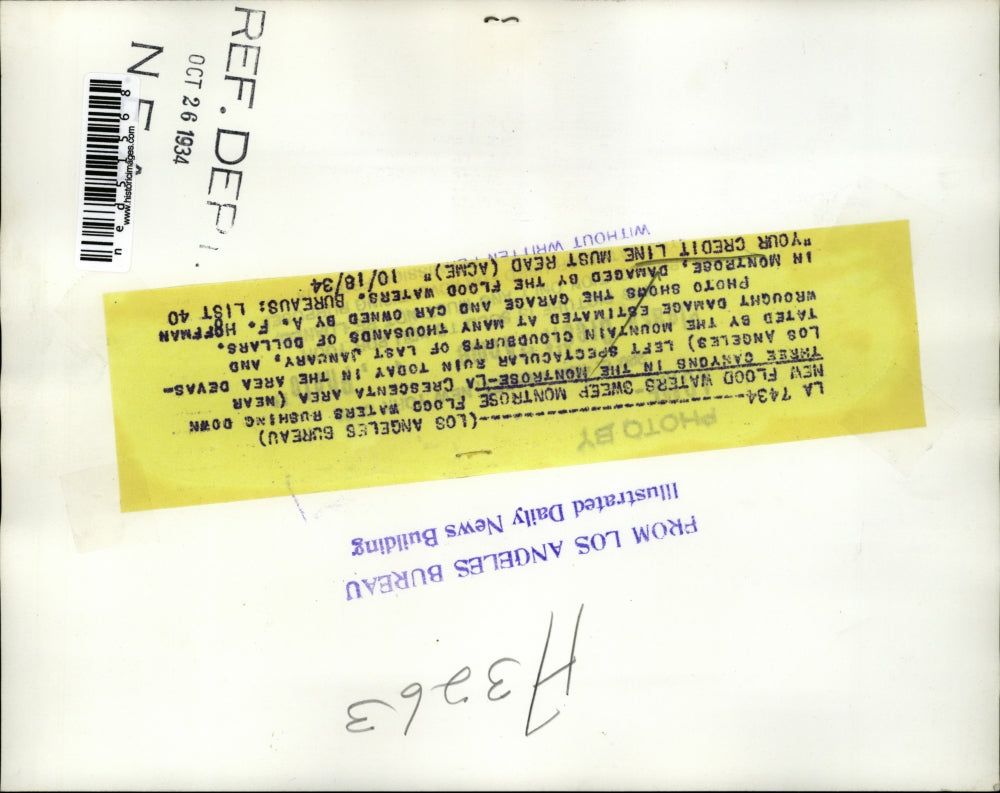 REF. DEPT.
OCT 26 1934
N E A
ned515568
www.historicimages.com
WITHOUT WRITTEN
LA 7434--------------------(LOS ANGELES BUREAU)
NEW FLOOD WATERS SWEEP MONTROSE FLOOD WATERS RUSHING DOWN
THREE CANYONS IN THE MONTROSE-LA CRESCENTA AREA (NEAR
LOS ANGELES) LEFT SPECTACULAR RUIN TODAY IN THE AREA DEVAS-
TATED BY THE MOUNTAIN CLOUDBURTS OF LAST JANUARY, AND
WROUGHT DAMAGE ESTIMATED AT MANY THOUSANDS OF DOLLARS.
PHOTO SHOWS THE GARAGE AND CAR OWNED BY A. F. HOFFMAN
IN MONTROSE, DAMAGED BY THE FLOOD WATERS. BUREAUS: LIST 40
"YOUR CREDIT LINE MUST READ (ACME)" 10/18/34
PHOTO BY
FROM LOS ANGELES BUREAU
Illustrated Daily News Building
H3263